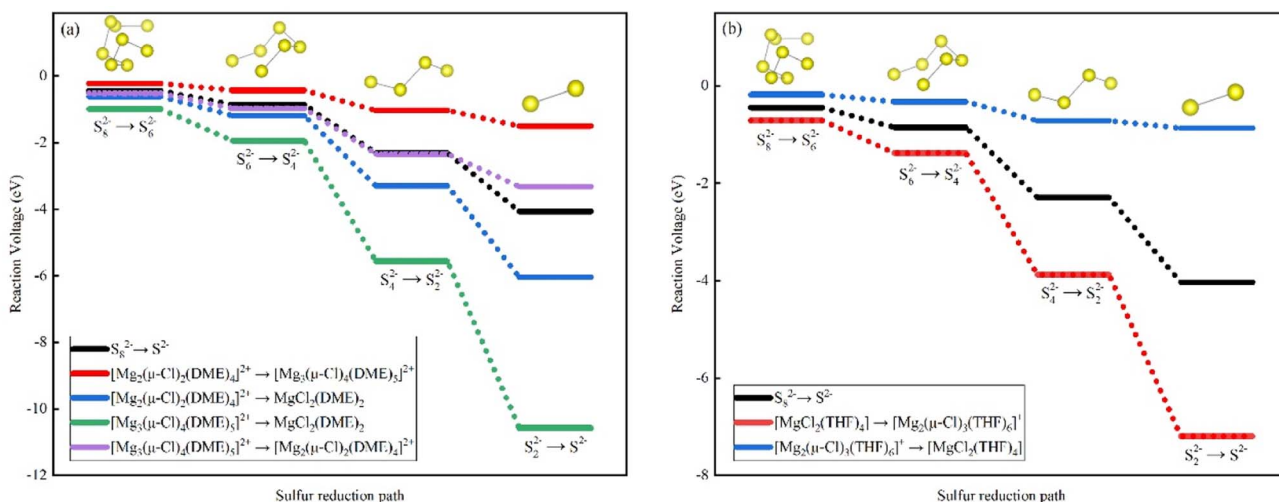 (a)
0
-2
-4
-6
-8
-10
-12
Reaction Voltage (eV)
S₈²⁻ → S₆²⁻
S₆²⁻ → S₄²⁻
S₄²⁻ → S₂²⁻
S₂²⁻ → S²⁻
S₈²⁻ → S²⁻
[Mg₂(μ-Cl)₂(DME)₄]²⁺ → [Mg₃(μ-Cl)₄(DME)₅]²⁺
[Mg₂(μ-Cl)₂(DME)₄]²⁺ → MgCl₂(DME)₂
[Mg₃(μ-Cl)₄(DME)₅]²⁺ → MgCl₂(DME)₂
[Mg₃(μ-Cl)₄(DME)₅]²⁺ → [Mg₂(μ-Cl)₂(DME)₄]²⁺
Sulfur reduction path
(b)
0
-2
-4
-6
-8
Reaction Voltage (eV)
S₈²⁻ → S₆²⁻
S₆²⁻ → S₄²⁻
S₄²⁻ → S₂²⁻
S₂²⁻ → S²⁻
S₈²⁻ → S²⁻
[MgCl₂(THF)₄] → [Mg₂(μ-Cl)₃(THF)₆]⁺
[Mg₂(μ-Cl)₃(THF)₆]⁺ → [MgCl₂(THF)₄]
Sulfur reduction path